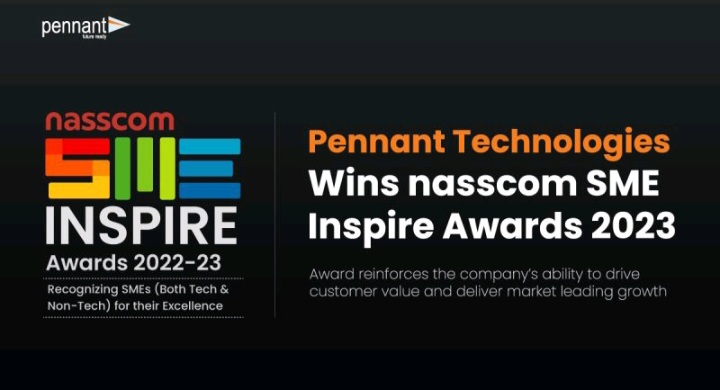 pennant
future ready
nasscom
SME
INSPIRE
Awards 2022-23
Recognizing SMEs (Both Tech &
Non-Tech) for their Excellence
Pennant Technologies
Wins nasscom SME
Inspire Awards 2023
Award reinforces the company's ability to drive
customer value and deliver market leading growth